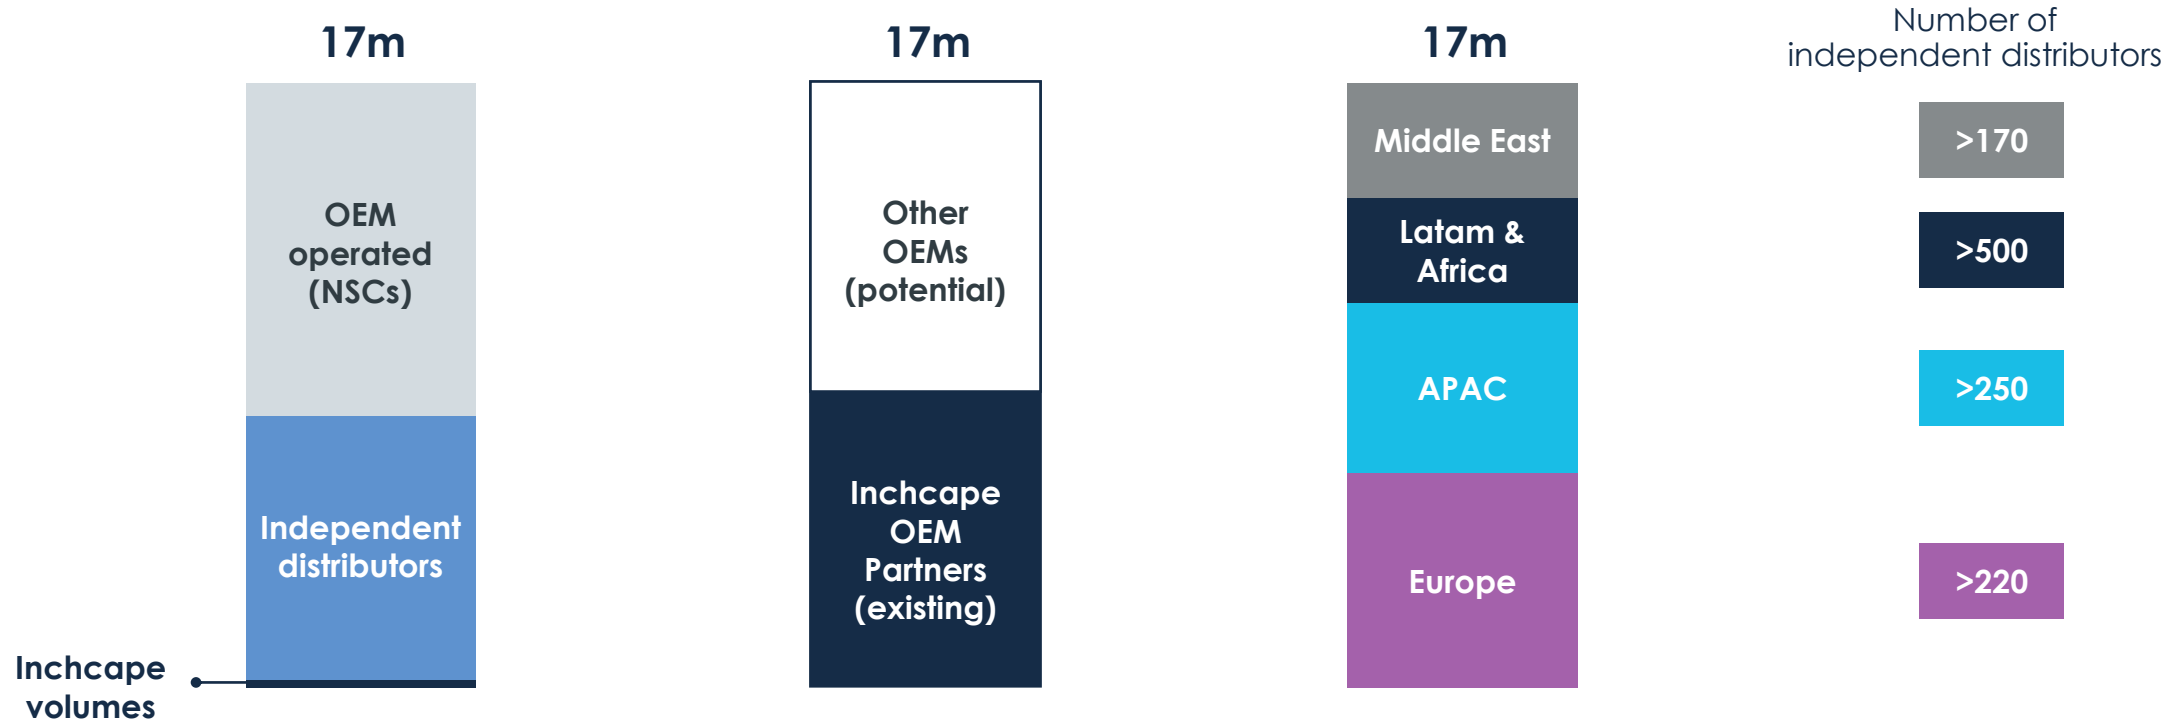 17m
OEM
operated
(NSCs)
Independent
distributors
Inchcape
volumes
17m
Other
OEMs
(potential)
Inchcape
OEM
Partners
(existing)
17m
Middle East
Latam &
Africa
APAC
Europe
Number of
independent distributors
>170
>500
>250
>220